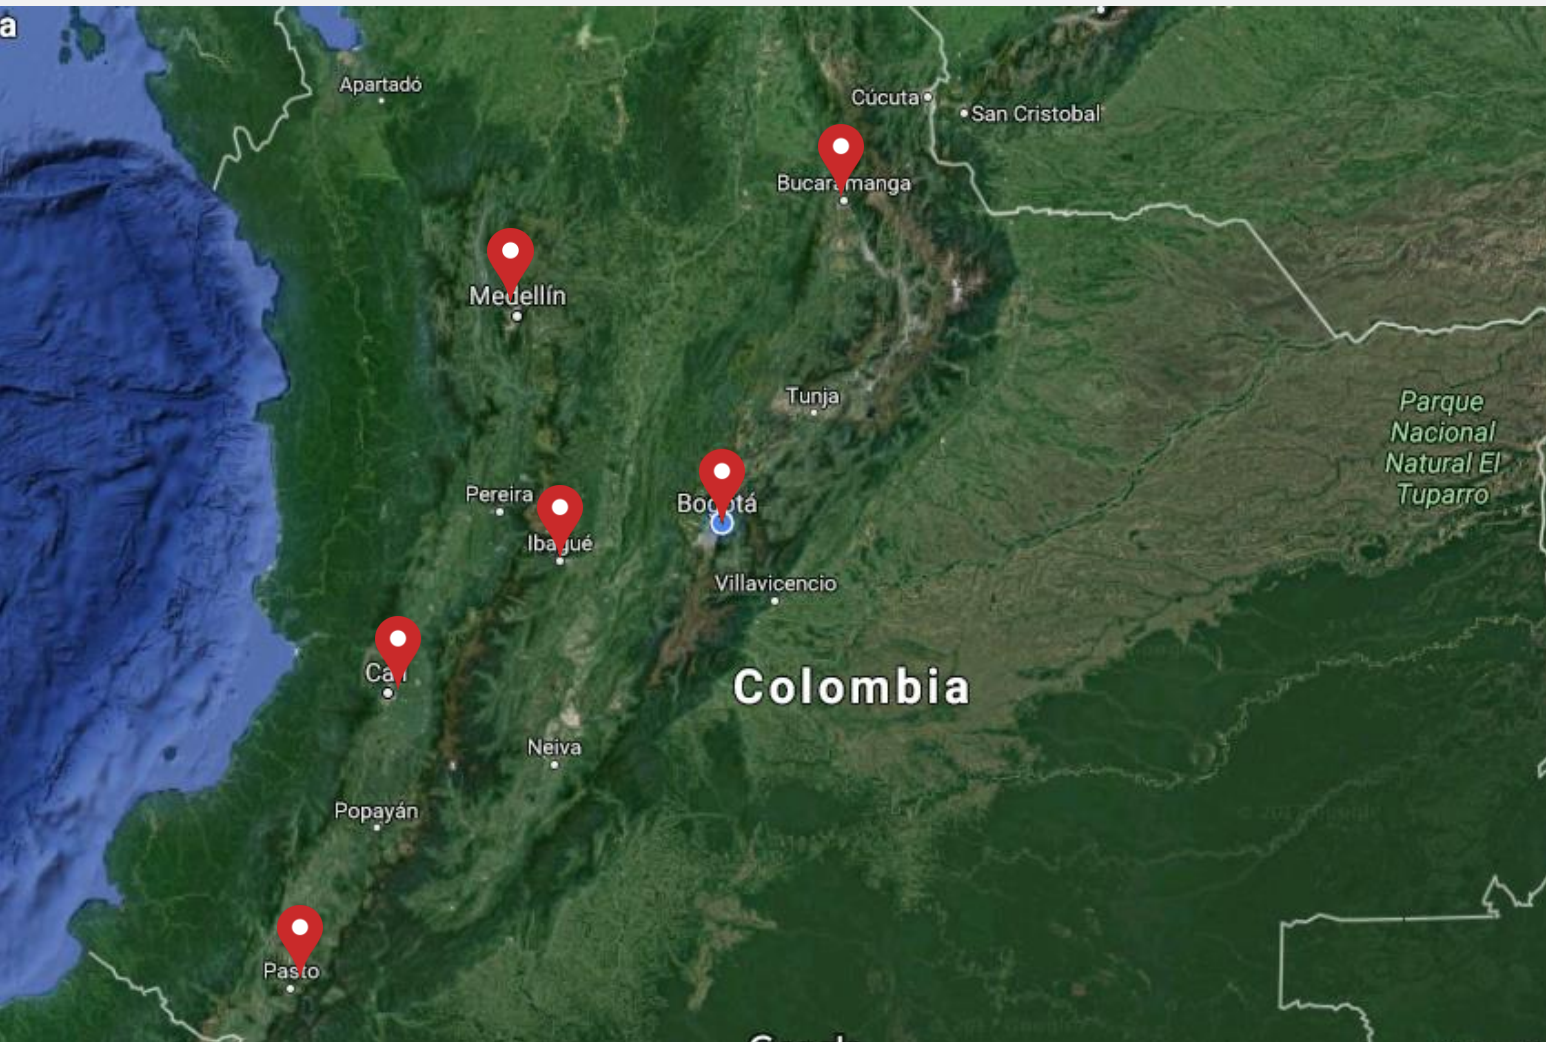 a
Apartadó
Cúcuta
San Cristobal
Bucaramanga
Medellín
Tunja
Parque
Nacional
Natural El
Tuparro
Pereira
Bogotá
Ibagué
Villavicencio
Cali
Colombia
Neiva
Popayán
Pasto